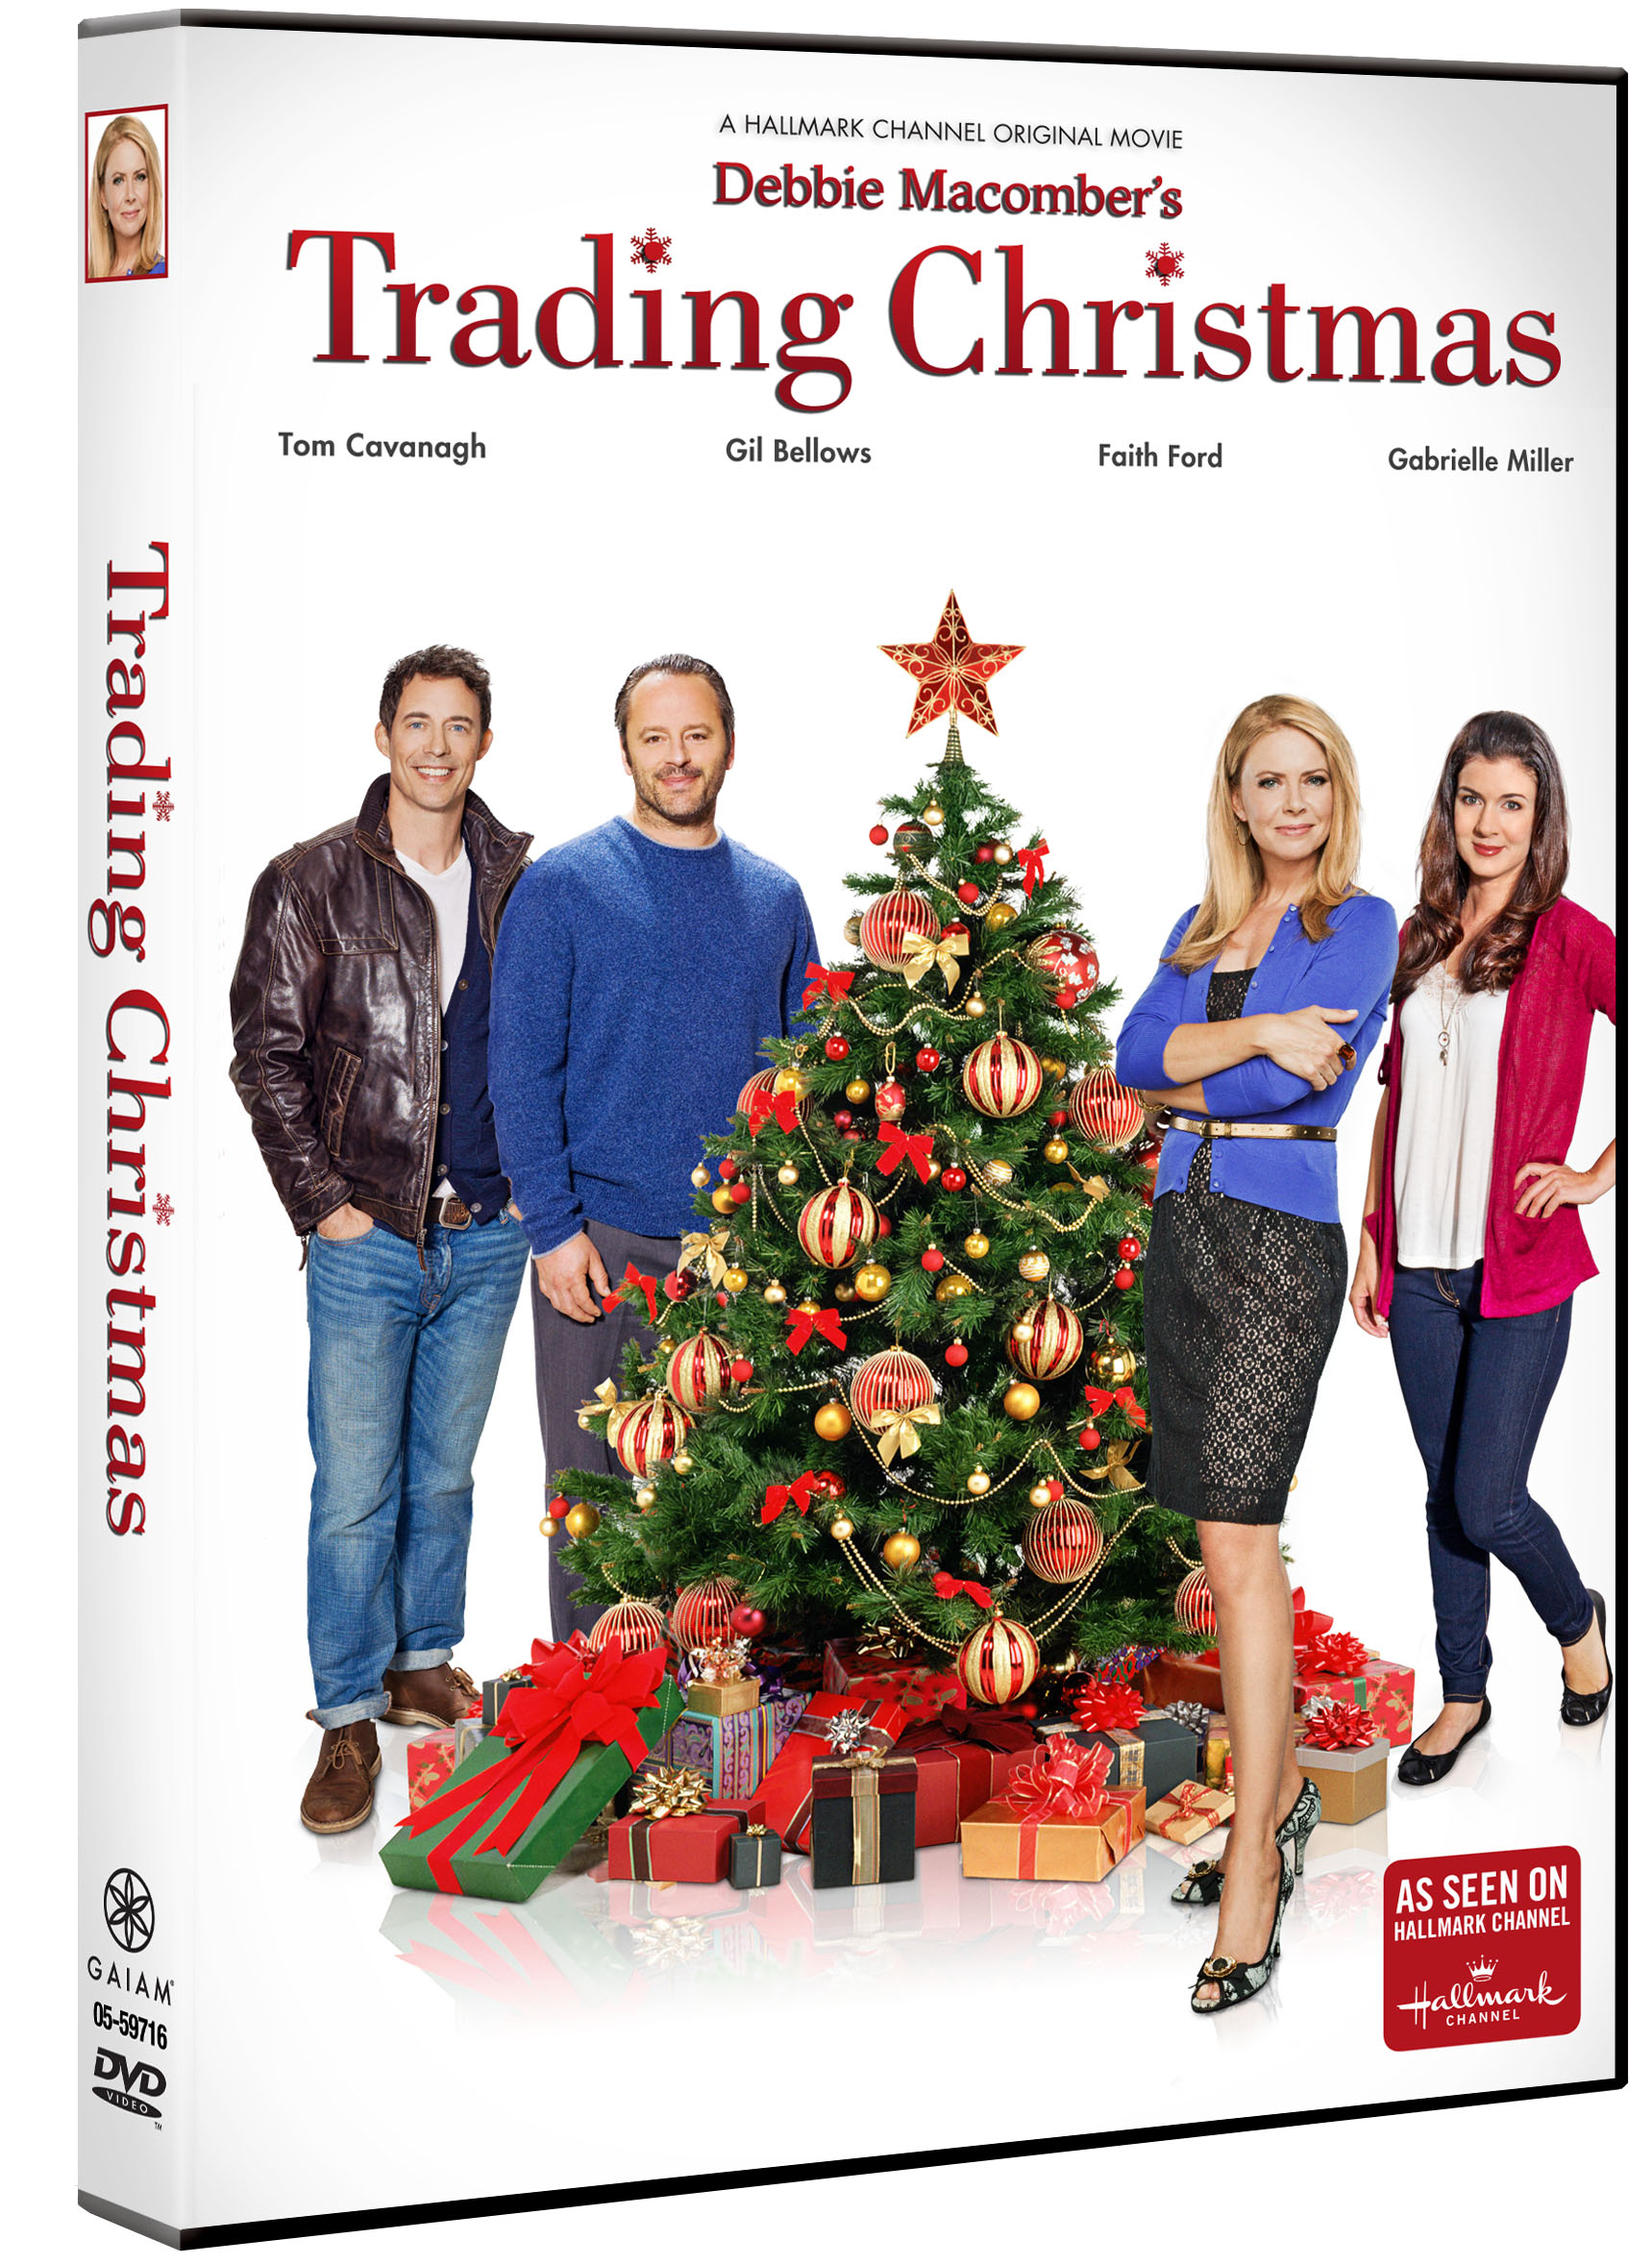 A HALLMARK CHANNEL ORIGINAL MOVIE
Debbie Macomber's
Trading Christmas
Tom Cavanagh Gil Bellows Faith Ford Gabrielle Miller
AS SEEN ON
HALLMARK CHANNEL
Hallmark
CHANNEL
Trading Christmas
GAIAM®
05-59716
DVD
VIDEO
TM